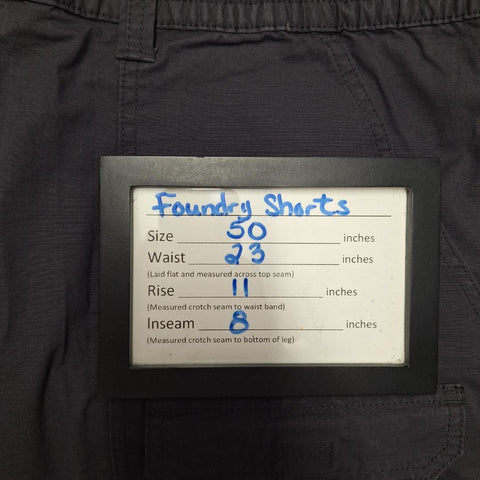 Foundry Shorts
Size 50 inches
Waist 23 inches
(Laid flat and measured across top seam)
Rise 11 inches
(Measured crotch seam to waist band)
Inseam 8 inches
(Measured crotch seam to bottom of leg)